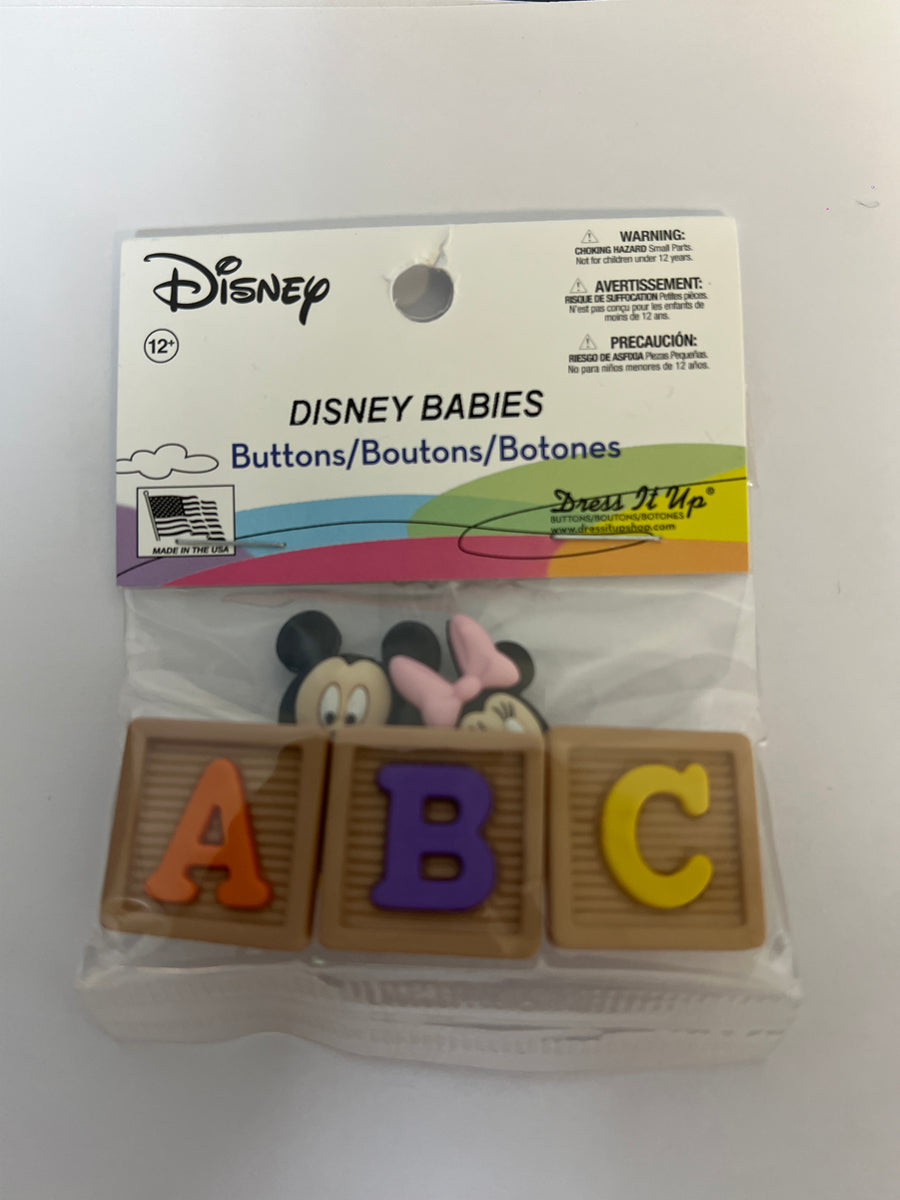 Disney
12+
WARNING:
CHOKING HAZARD Small Parts.
Not for children under 12 years.
AVERTISSEMENT:
RISQUE DE SUFFOCATION Petites pièces.
N'est pas conçu pour les enfants de
moins de 12 ans.
PRECAUCIÓN:
RIESGO DE ASFIXIA Piezas Pequeñas.
No para niños menores de 12 años.
DISNEY BABIES
Buttons/Boutons/Botones
MADE IN THE USA
Dress It Up®
BUTTONS/BOUTONS/BOTONES
www.dressitupshop.com
A B C